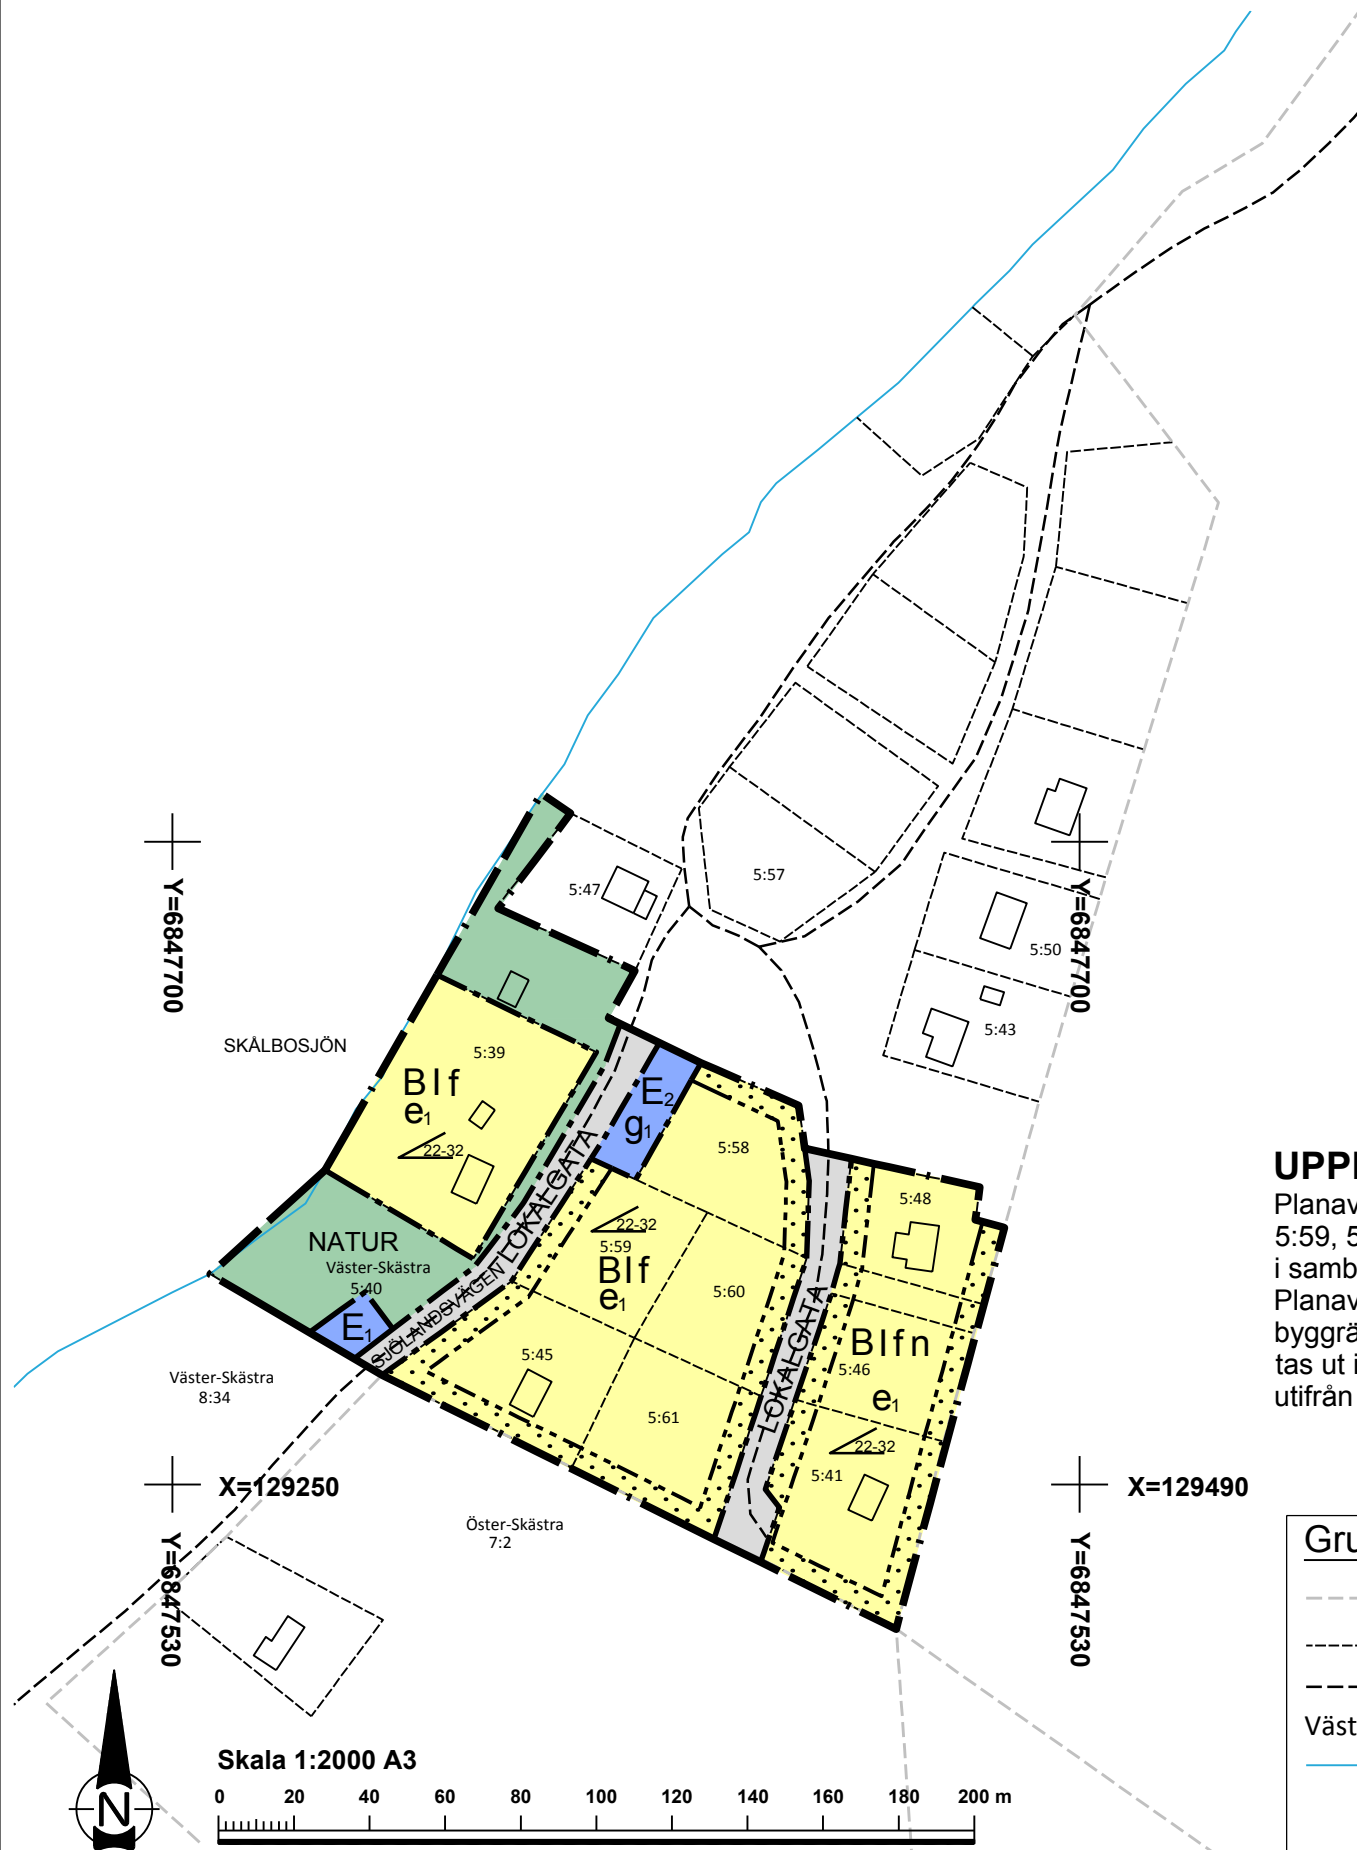 5:57
5:47
Y=6847700
Y=6847700
5:50
5:43
SKÅLBOSJÖN
5:39
BIf
e1
22-32
E2
g1
5:58
LOKALGATA
5:48
NATUR
Väster-Skästra
5:40
E1
SJÖLANDSVÄGEN
22-32
5:59
BIf
e1
5:60
5:45
5:61
LOKALGATA
BIfn
5:46
e1
22-32
5:41
Väster-Skästra
8:34
X=129250
X=129490
Öster-Skästra
7:2
Y=6847530
Y=6847530
Planav
5:59, 5
i samb
Planav
byggrä
tas ut i
utifrån
Gru
Väst
Skala 1:2000 A3
0 20 40 60 80 100 120 140 160 180 200 m
N